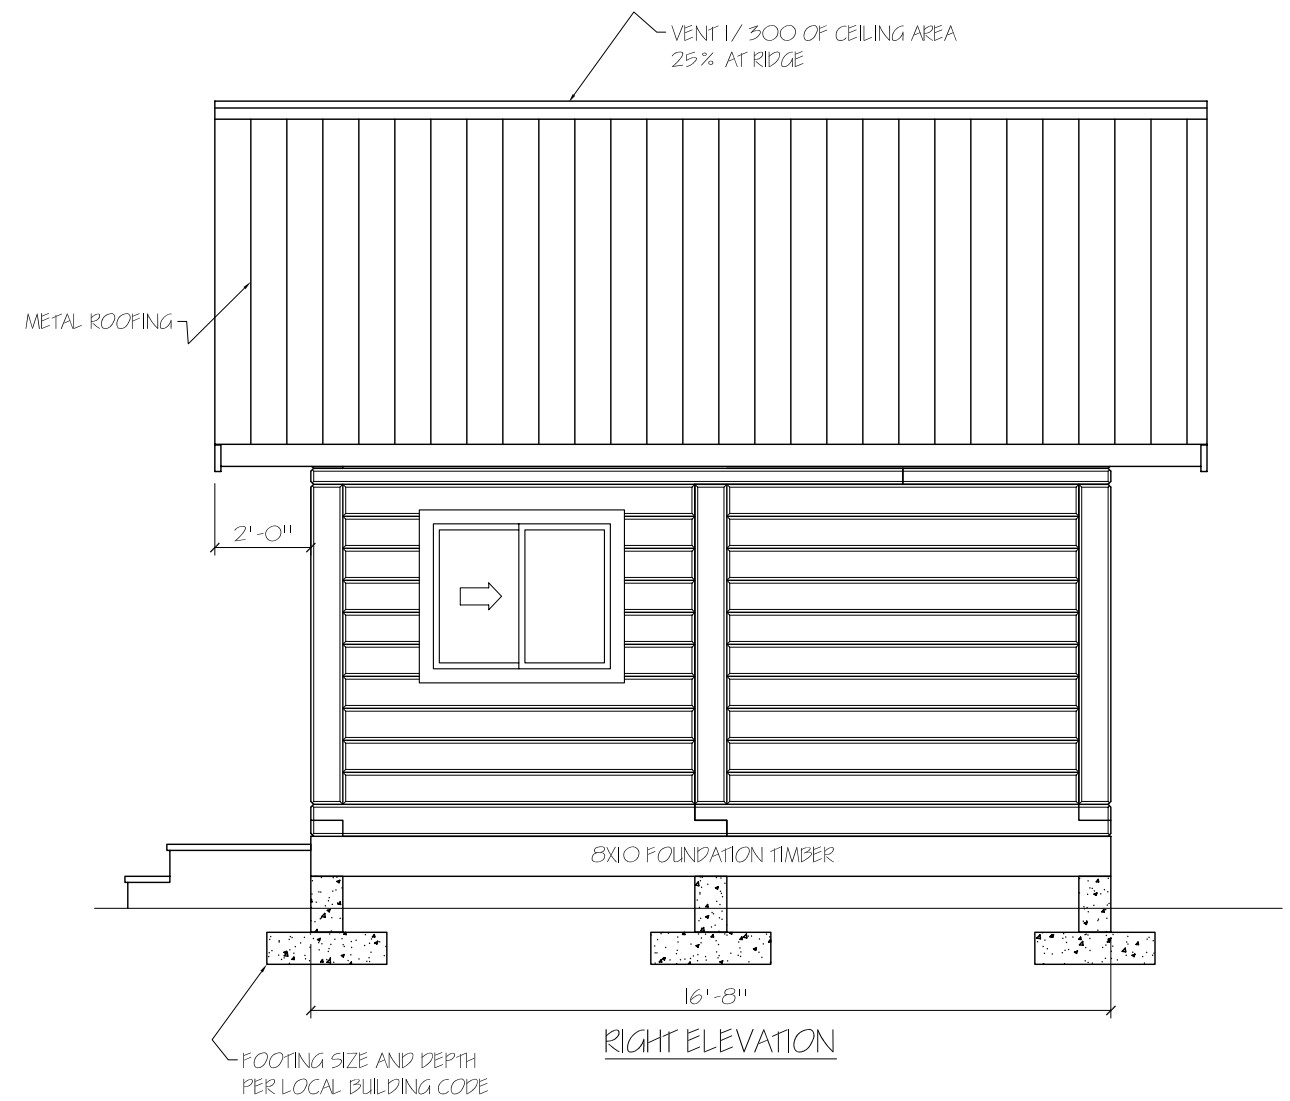 VENT 1/300 OF CEILING AREA
25% AT RIDGE
METAL ROOFING
2'-0"
8X10 FOUNDATION TIMBER
16'-8"
RIGHT ELEVATION
FOOTING SIZE AND DEPTH
PER LOCAL BUILDING CODE